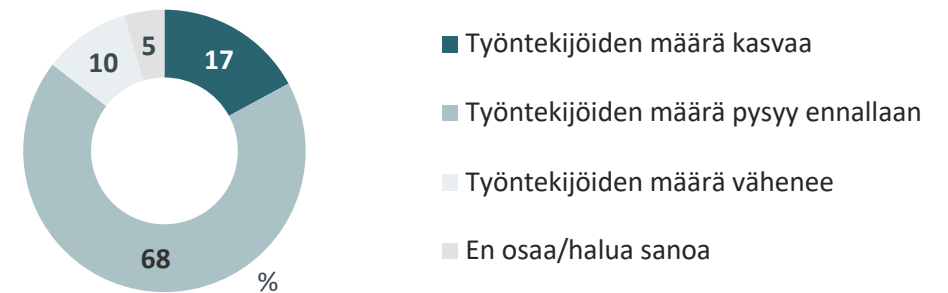 5
10
17
68
%
Työntekijöiden määrä kasvaa
Työntekijöiden määrä pysyy ennallaan
Työntekijöiden määrä vähenee
En osaa/halua sanoa